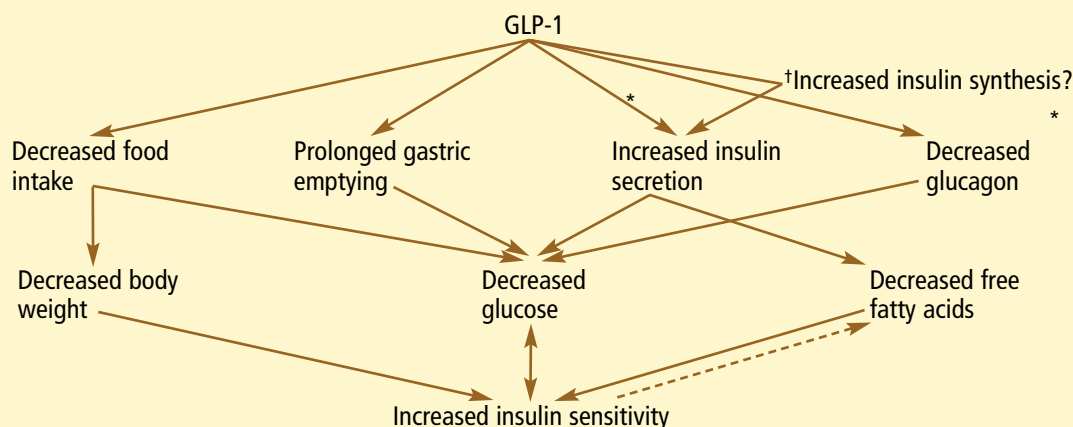 GLP-1
†Increased insulin synthesis?
*
*
Decreased food
intake
Prolonged gastric
emptying
Increased insulin
secretion
Decreased
glucagon
Decreased body
weight
Decreased
glucose
Decreased free
fatty acids
Increased insulin sensitivity